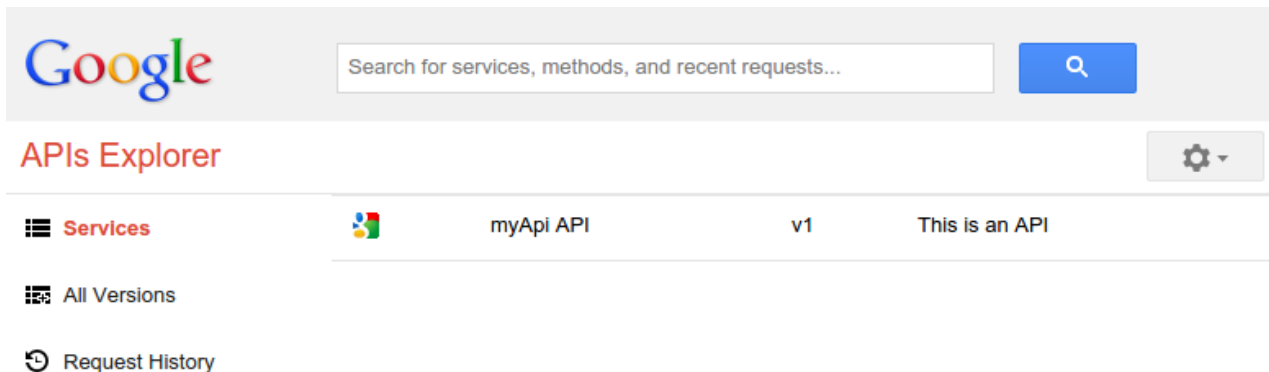 Google
Search for services, methods, and recent requests...
APIs Explorer
Services
myApi API v1 This is an API
All Versions
Request History